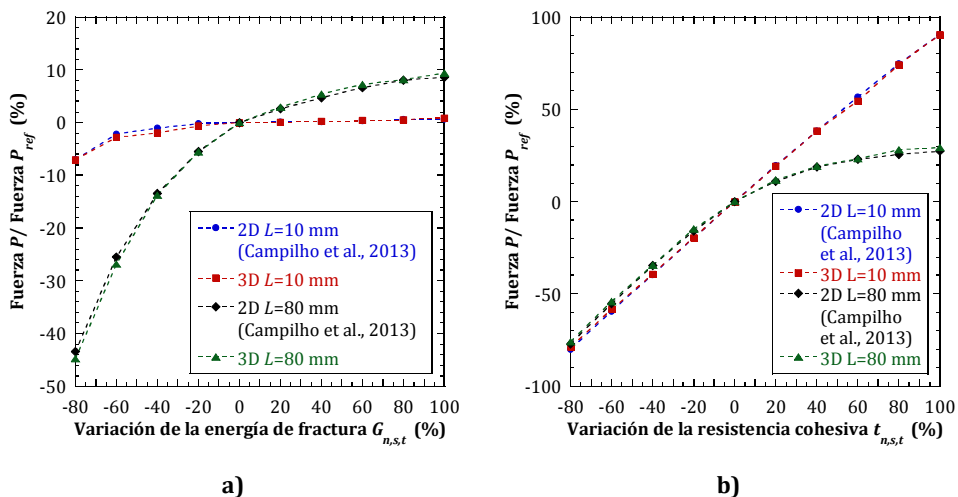 20
10
0
-10
-20
-30
-40
-50
Fuerza P/ Fuerza P_ref (%)
2D L=10 mm
(Campilho et al., 2013)
3D L=10 mm
2D L=80 mm
(Campilho et al., 2013)
3D L=80 mm
-80 -60 -40 -20 0 20 40 60 80 100
Variación de la energía de fractura G_n,s,t (%)
a)
100
50
0
-50
-100
Fuerza P/ Fuerza P_ref (%)
2D L=10 mm
(Campilho
et al., 2013)
3D L=10 mm
2D L=80 mm
(Campilho
et al., 2013)
3D L=80 mm
-80 -60 -40 -20 0 20 40 60 80 100
Variación de la resistencia cohesiva t_n,s,t (%)
b)